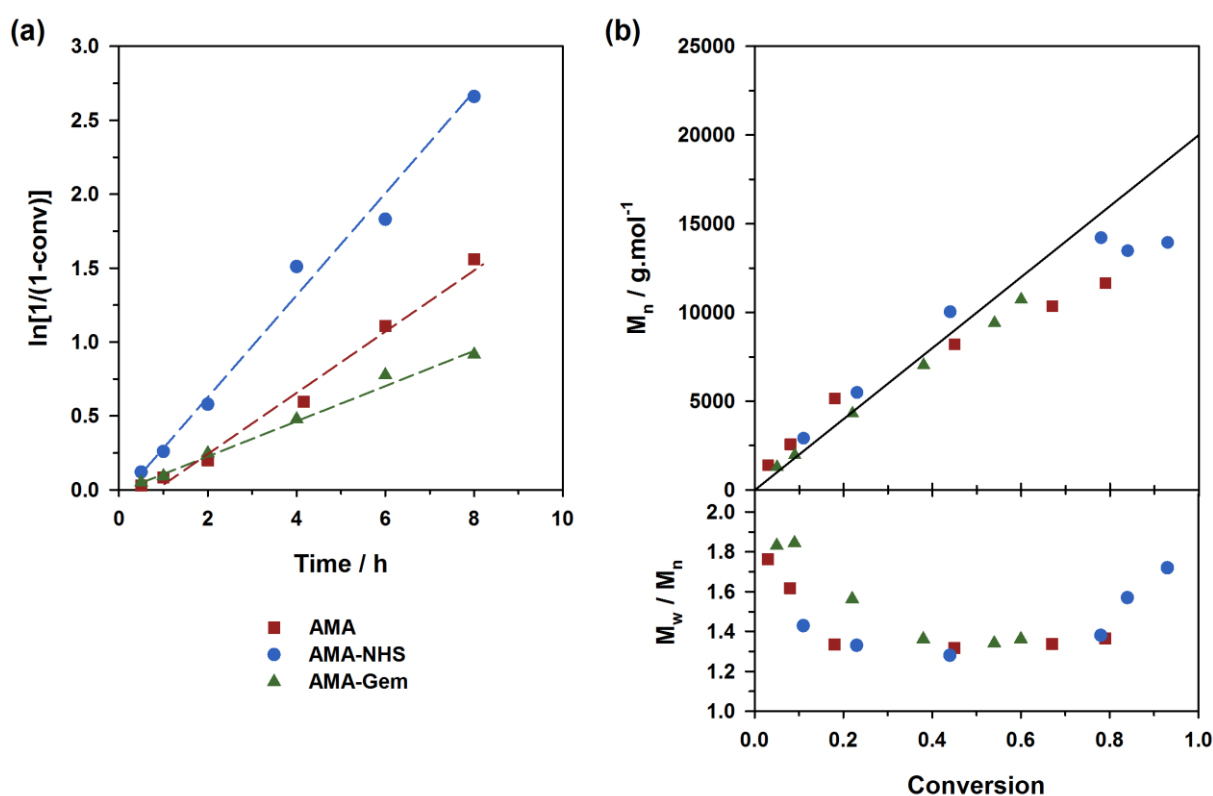 (a)
3.0
2.5
2.0
1.5
1.0
0.5
0.0
ln[1/(1-conv)]
0 2 4 6 8 10
Time / h
AMA
AMA-NHS
AMA-Gem
(b)
25000
20000
15000
10000
5000
0
Mₙ / g.mol⁻¹
2.0
1.8
1.6
1.4
1.2
1.0
M_w / Mₙ
0.0 0.2 0.4 0.6 0.8 1.0
Conversion